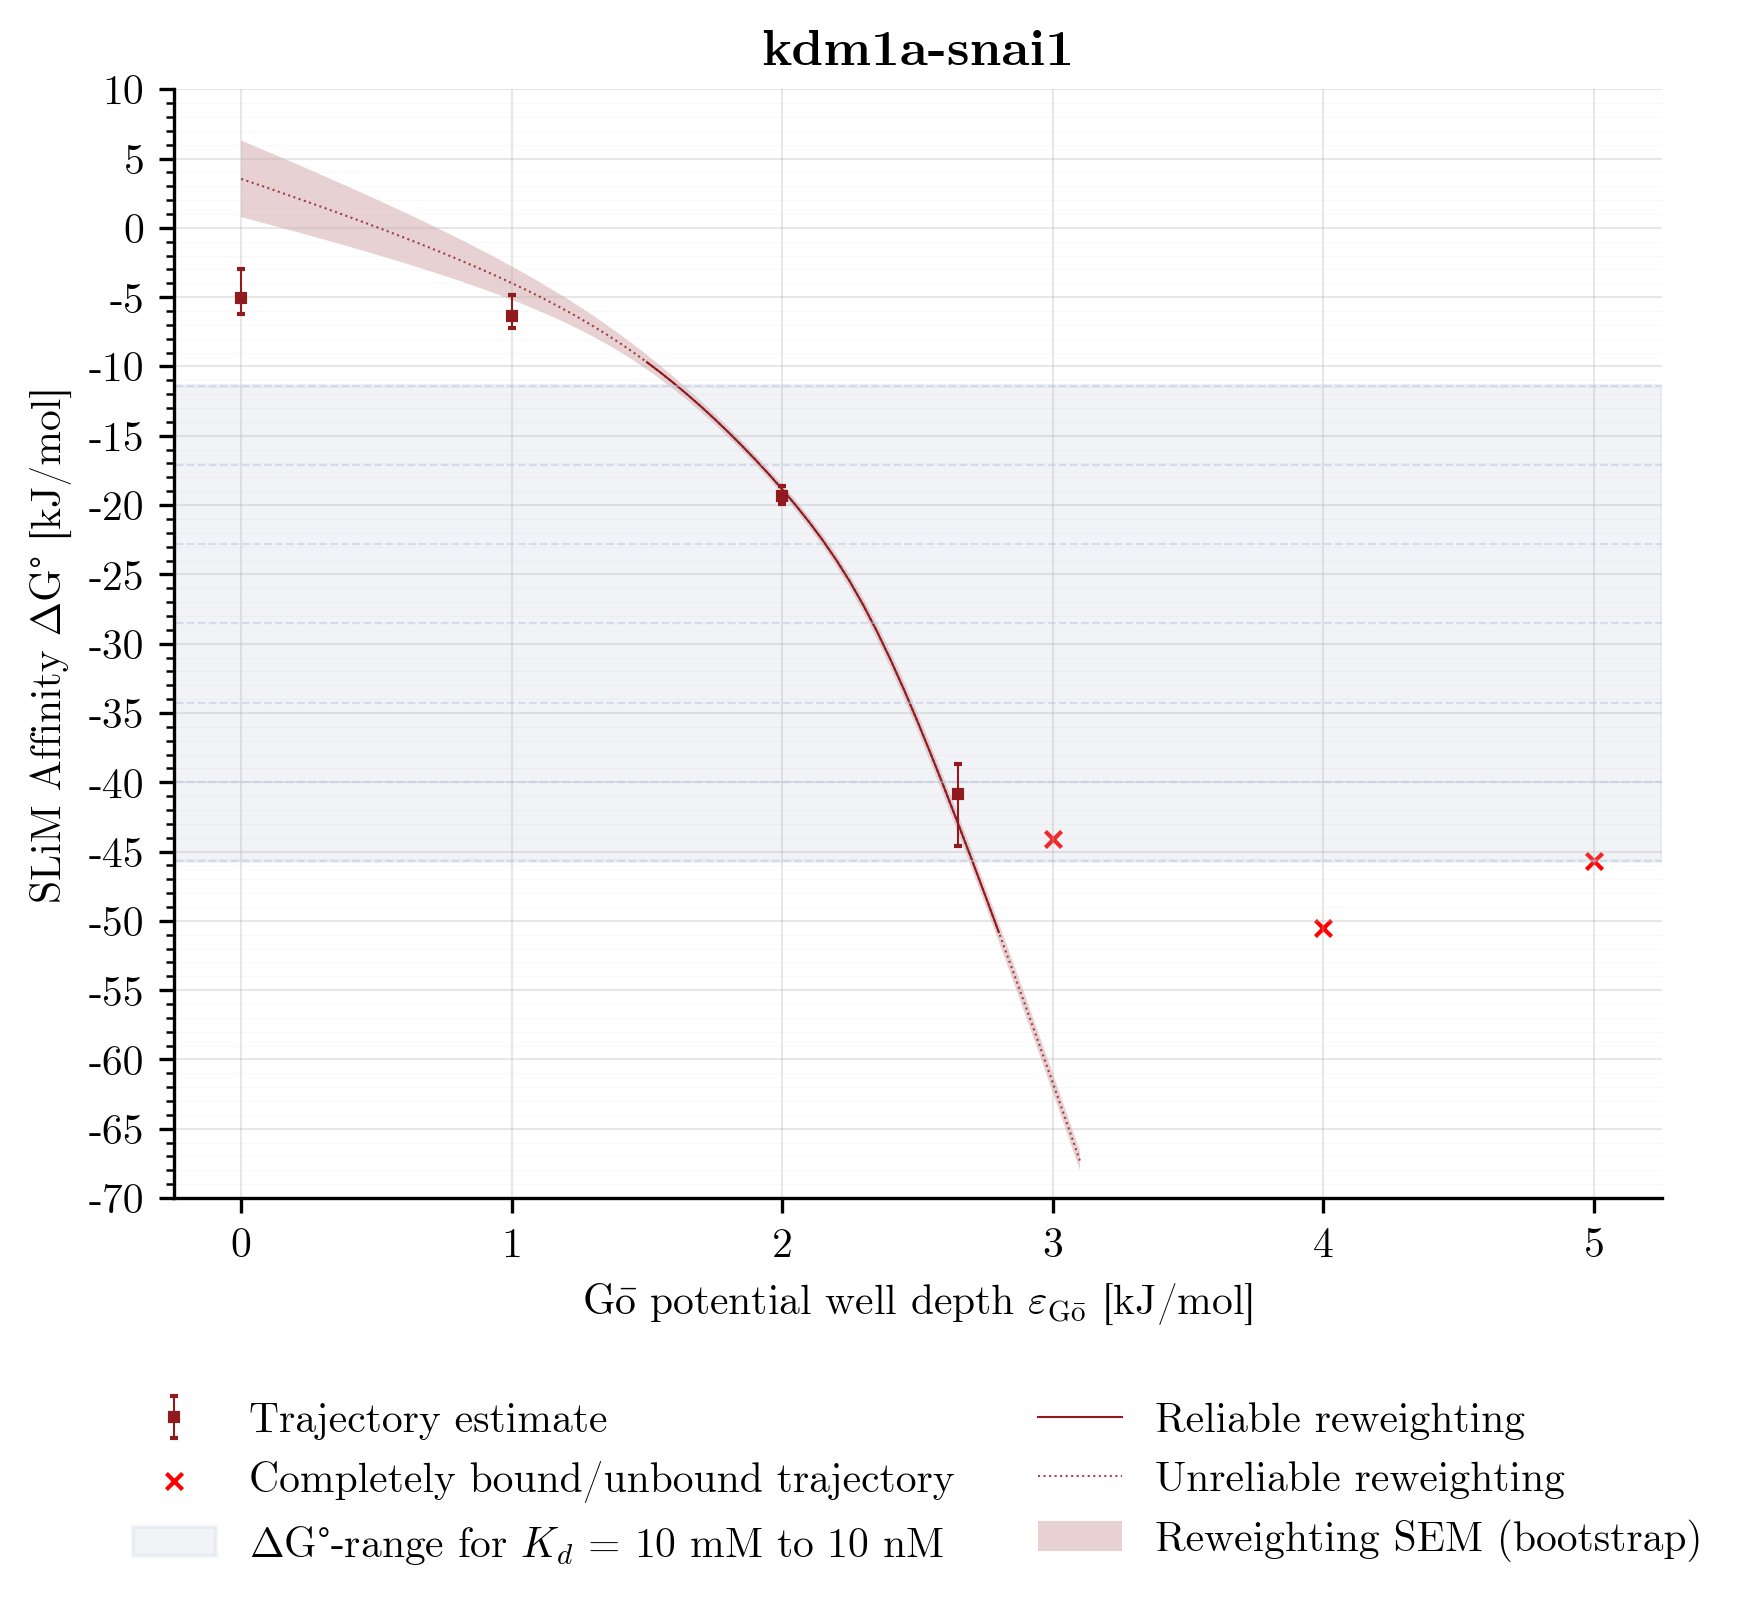 kdm1a-snai1
SLiM Affinity ΔG° [kJ/mol]
10
5
0
-5
-10
-15
-20
-25
-30
-35
-40
-45
-50
-55
-60
-65
-70
0 1 2 3 4 5
Gō potential well depth ε_Gō [kJ/mol]
Trajectory estimate
Completely bound/unbound trajectory
ΔG°-range for K_d = 10 mM to 10 nM
Reliable reweighting
Unreliable reweighting
Reweighting SEM (bootstrap)